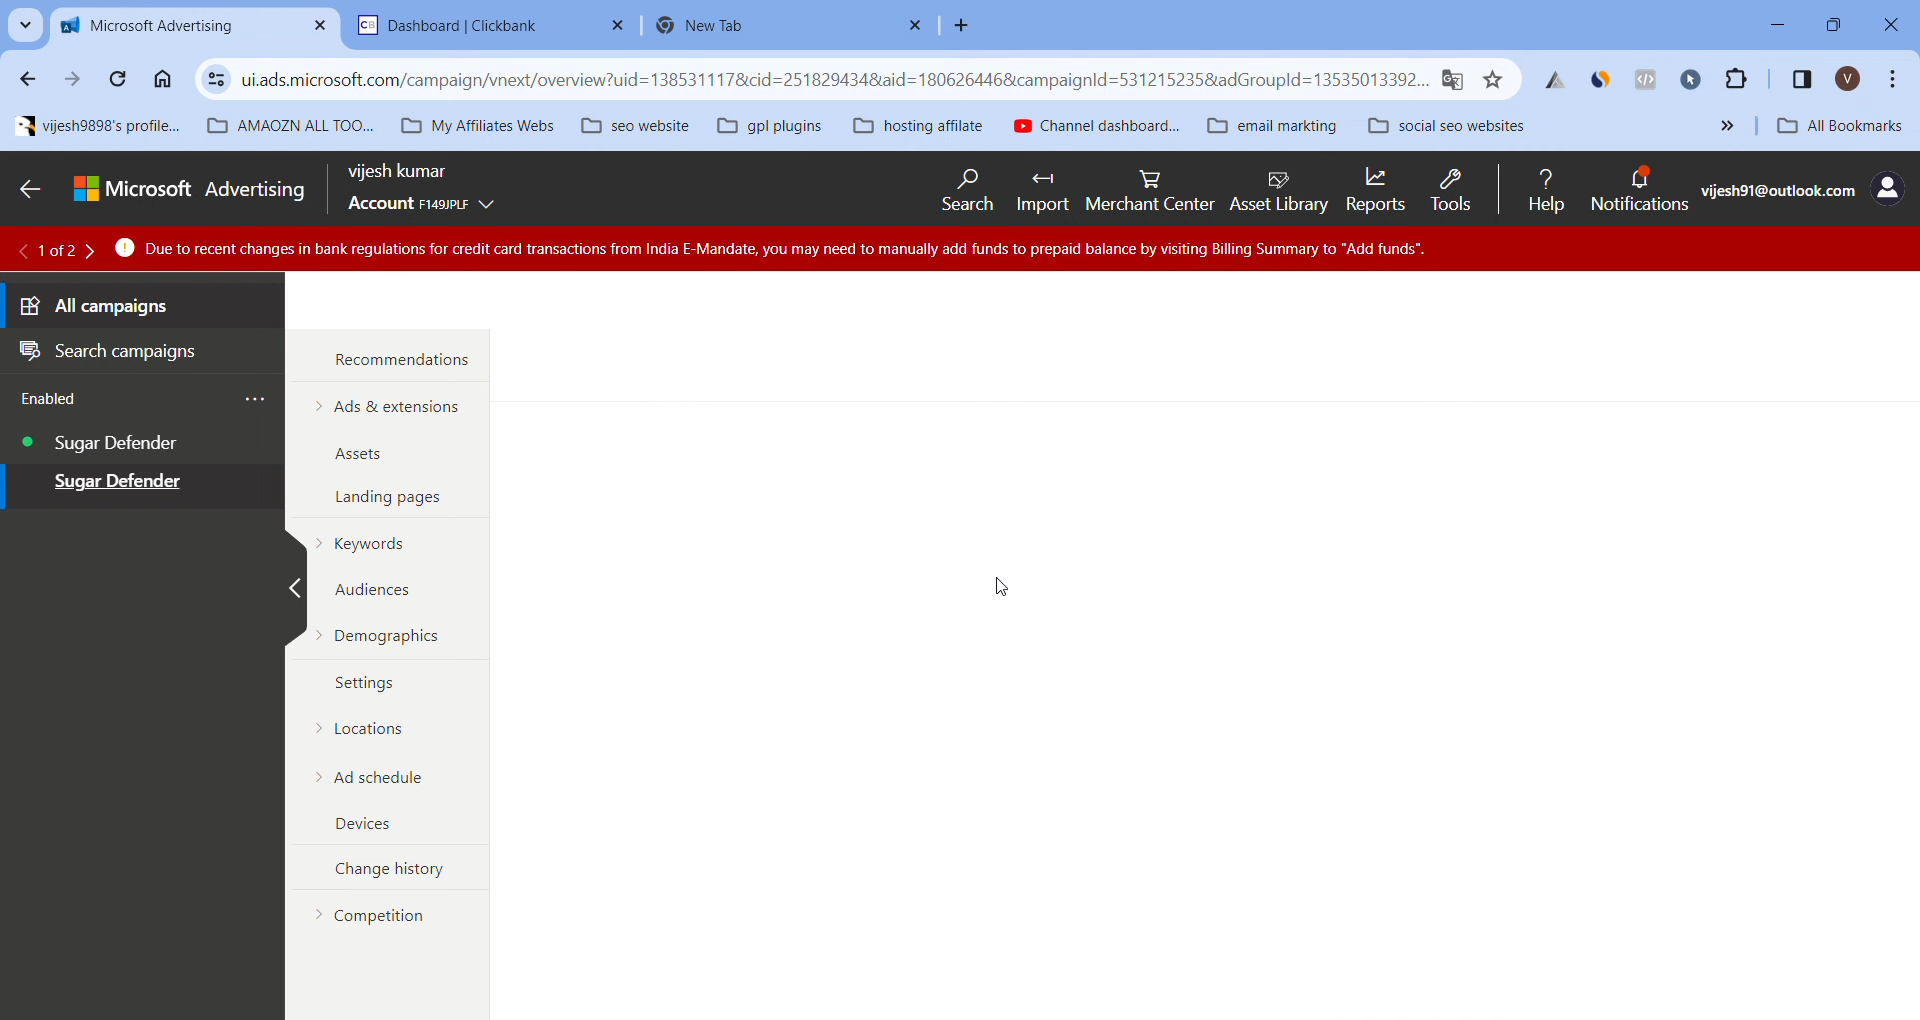 Microsoft Advertising
CB Dashboard | Clickbank
New Tab
ui.ads.microsoft.com/campaign/vnext/overview?uid=138531117&cid=251829434&aid=180626446&campaignId=531215235&adGroupId=13535013392...
V
vijesh9898's profile...
AMAOZN ALL TOO...
My Affiliates Webs
seo website
gpl plugins
hosting affilate
Channel dashboard...
email markting
social seo websites
All Bookmarks
Microsoft Advertising
vijesh kumar
Account F149JPLF
Search
Import
Merchant Center
Asset Library
Reports
Tools
Help
Notifications
vijesh91@outlook.com
1 of 2
Due to recent changes in bank regulations for credit card transactions from India E-Mandate, you may need to manually add funds to prepaid balance by visiting Billing Summary to "Add funds".
All campaigns
Search campaigns
Enabled
Sugar Defender
Sugar Defender
Recommendations
Ads & extensions
Assets
Landing pages
Keywords
Audiences
Demographics
Settings
Locations
Ad schedule
Devices
Change history
Competition